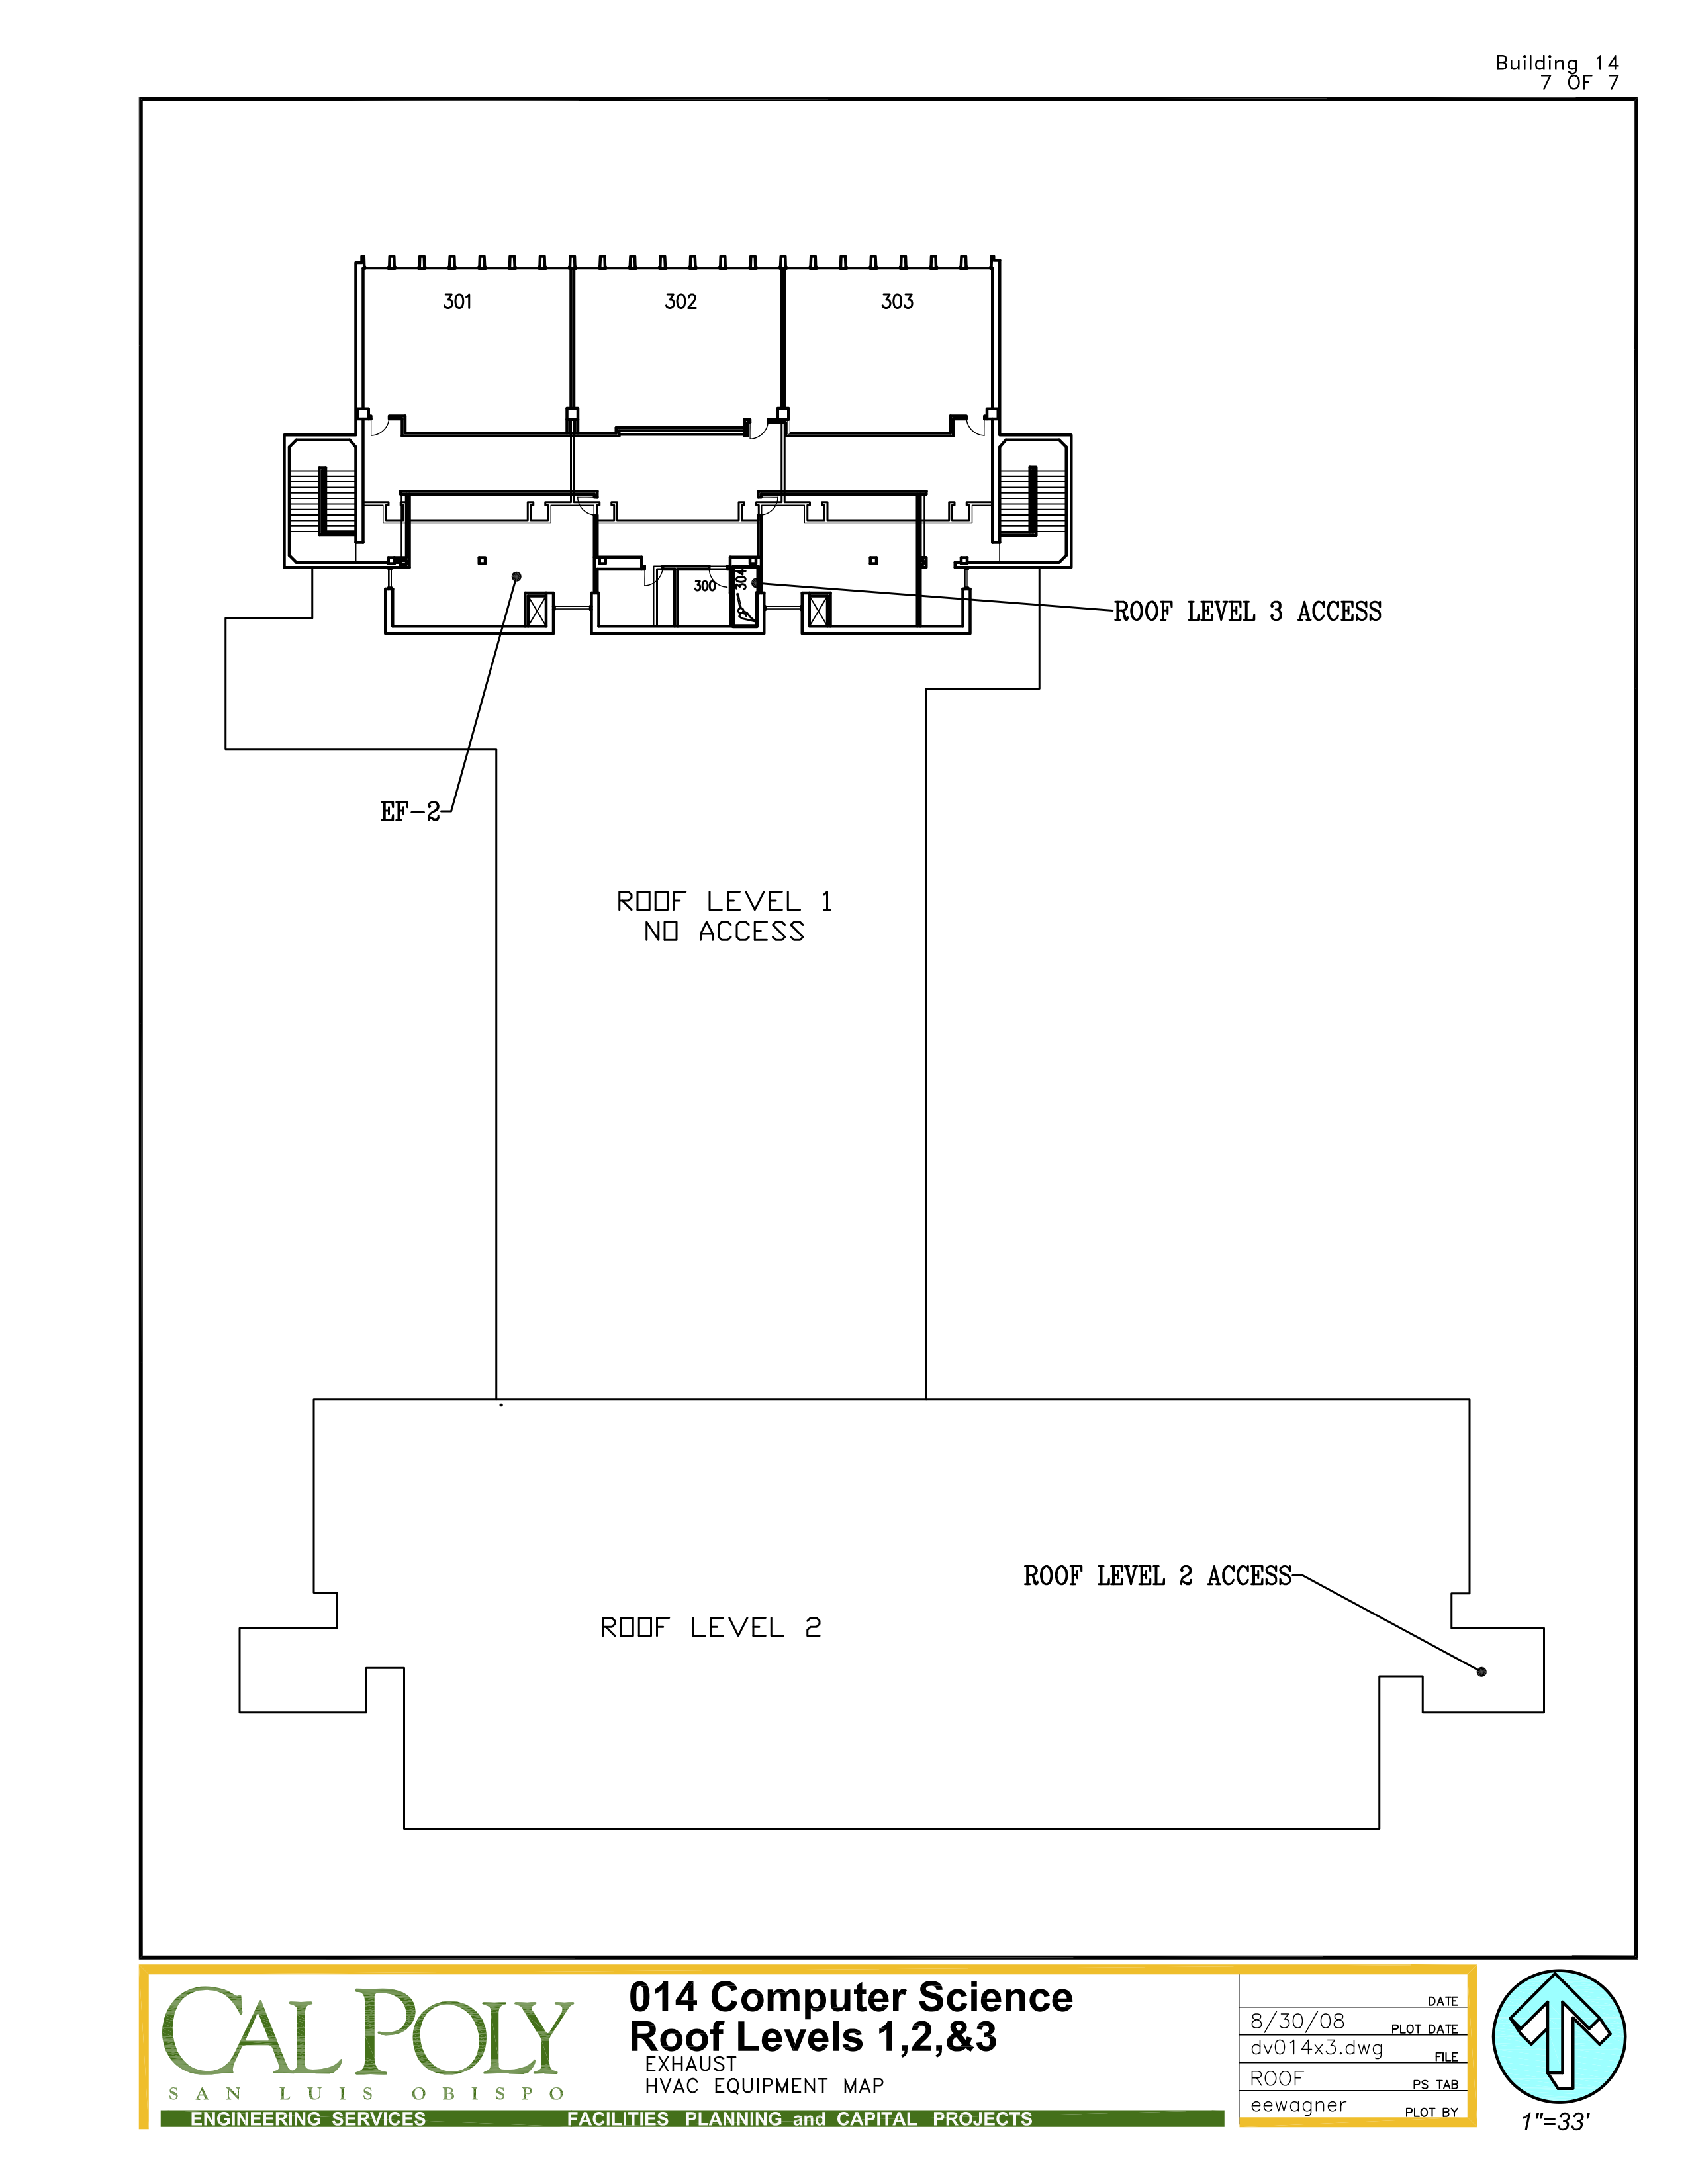 Building 14
7 OF 7
301
302
303
300
304
ROOF LEVEL 3 ACCESS
EF-2
ROOF LEVEL 1
NO ACCESS
ROOF LEVEL 2 ACCESS
ROOF LEVEL 2
CAL POLY
SAN LUIS OBISPO
ENGINEERING SERVICES
FACILITIES PLANNING and CAPITAL PROJECTS
014 Computer Science
Roof Levels 1,2,&3
EXHAUST
HVAC EQUIPMENT MAP
DATE
8/30/08 PLOT DATE
dv014x3.dwg FILE
ROOF PS TAB
eewagner PLOT BY
1"=33'